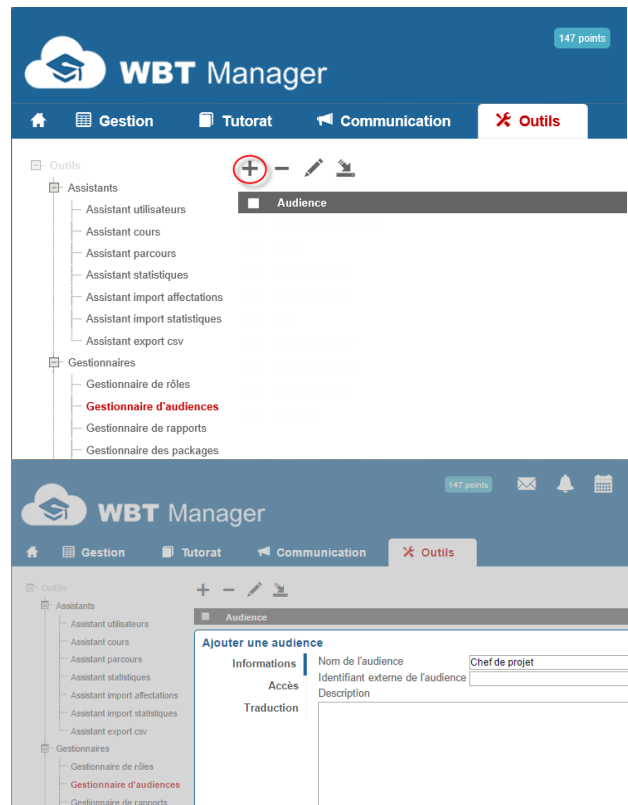 147 points
WBT Manager
Gestion Tutorat Communication Outils
Outils
Assistants
Audience
Assistant utilisateurs
Assistant cours
Assistant parcours
Assistant statistiques
Assistant import affectations
Assistant import statistiques
Assistant export csv
Gestionnaires
Gestionnaire de rôles
Gestionnaire d'audiences
Gestionnaire de rapports
Gestionnaire des packages
147 points
WBT Manager
Gestion Tutorat Communication Outils
Outils
Assistants
Audience
Assistant utilisateurs
Assistant cours
Assistant parcours
Assistant statistiques
Assistant import affectations
Assistant import statistiques
Assistant export csv
Gestionnaires
Gestionnaire de rôles
Gestionnaire d'audiences
Gestionnaire de rapports
Ajouter une audience
Informations
Accès
Traduction
Nom de l'audience Chef de projet
Identifiant externe de l'audience
Description